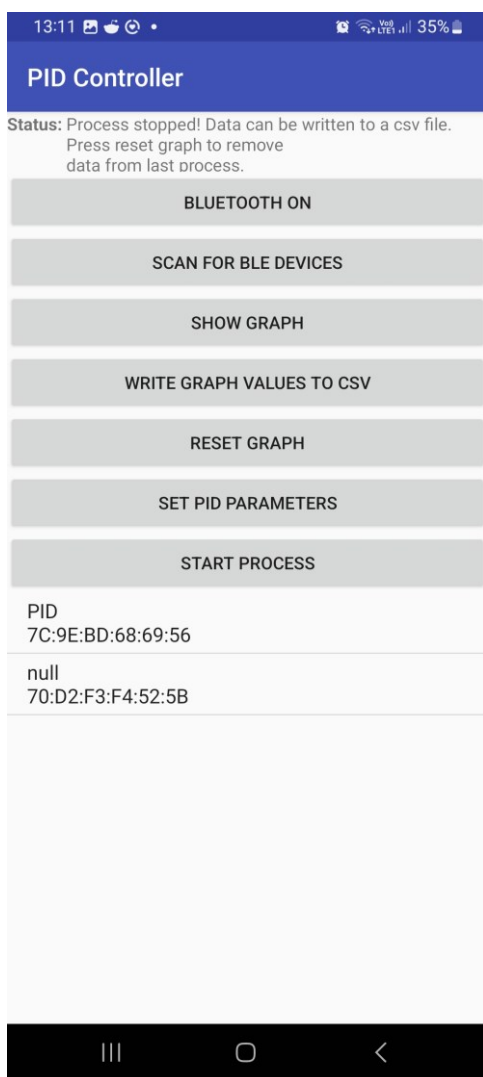 13:11 35%
VoI) LTE1
PID Controller
Status: Process stopped! Data can be written to a csv file.
Press reset graph to remove
data from last process.
BLUETOOTH ON
SCAN FOR BLE DEVICES
SHOW GRAPH
WRITE GRAPH VALUES TO CSV
RESET GRAPH
SET PID PARAMETERS
START PROCESS
PID
7C:9E:BD:68:69:56
null
70:D2:F3:F4:52:5B